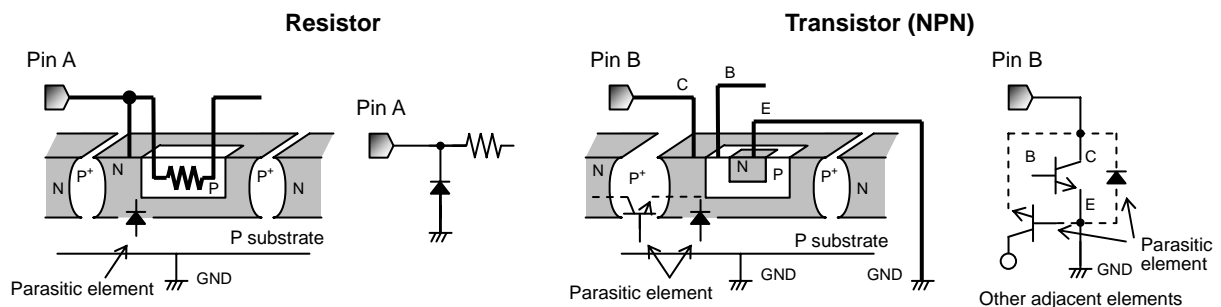 Resistor
Transistor (NPN)
Pin A
Pin A
Pin B
Pin B
C
B
E
N
P+
N
P
P+
N
N
P+
N
P
P+
N
B
C
E
P substrate
P substrate
Parasitic element
GND
Parasitic element
GND
GND
GND
Parasitic
element
Other adjacent elements